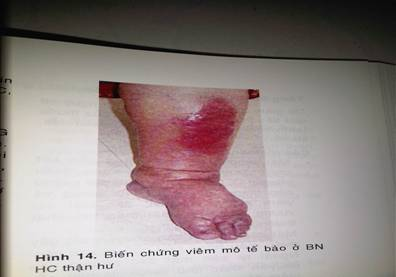 Hình 14. Biến chứng viêm mô tế bào ở BN
HC thận hư